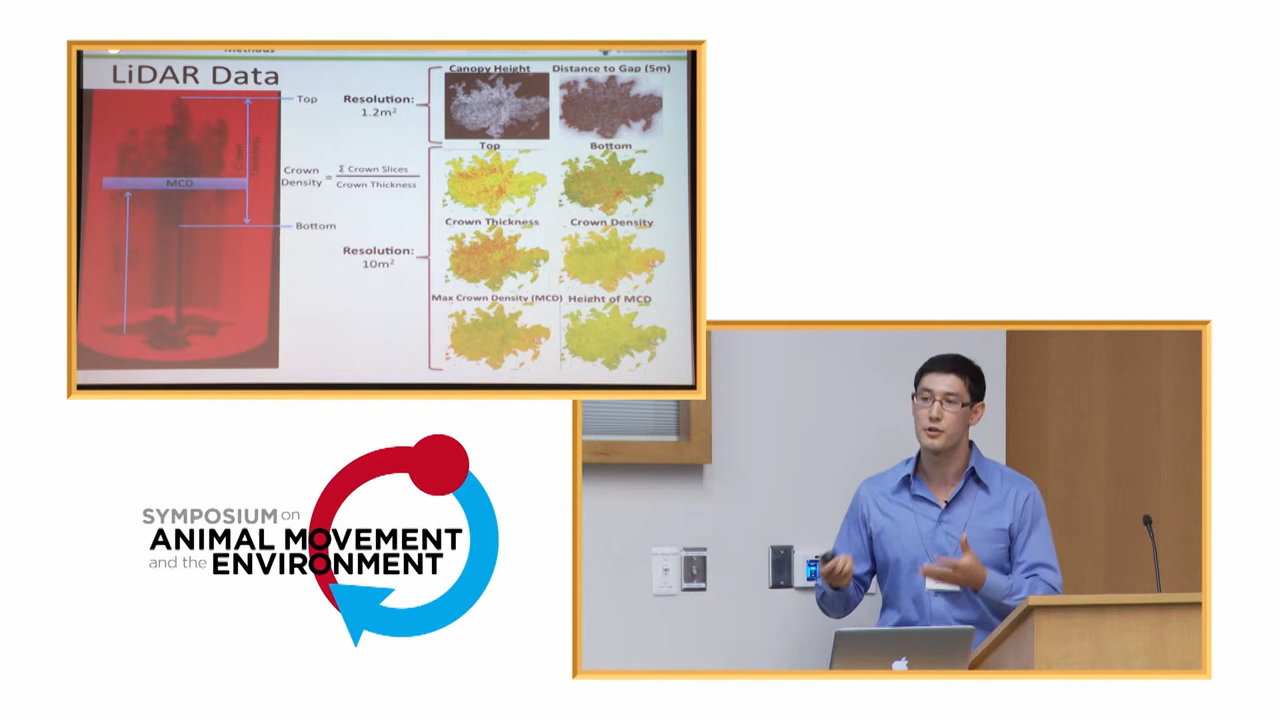 Methods
LiDAR Data
Top
Crown
Thickness
MCD
Bottom
Resolution:
1.2m²
Crown
Density = Σ Crown Slices
Crown Thickness
Resolution:
10m²
Canopy Height
Distance to Gap (5m)
Top
Bottom
Crown Thickness
Crown Density
Max Crown Density (MCD)
Height of MCD
SYMPOSIUM on
ANIMAL MOVEMENT
and the ENVIRONMENT